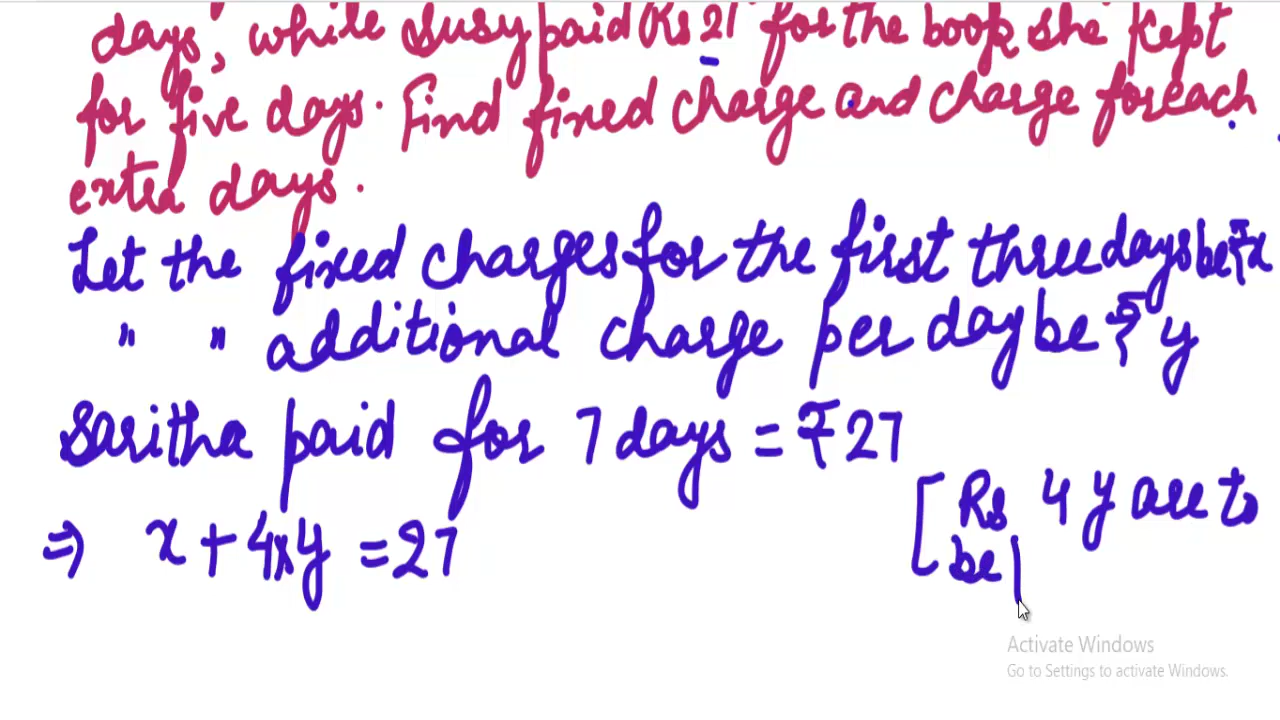 days, while Susy paid Rs 21 for the book she kept
for five days. Find fixed charge and charge for each
extra days.
Let the fixed charges for the first three days be ₹x
" " additional charge per day be ₹ y
Saritha paid for 7 days = ₹ 27
⇒ x + 4xy = 27
[ Rs 4 y are to
be
Activate Windows
Go to Settings to activate Windows.